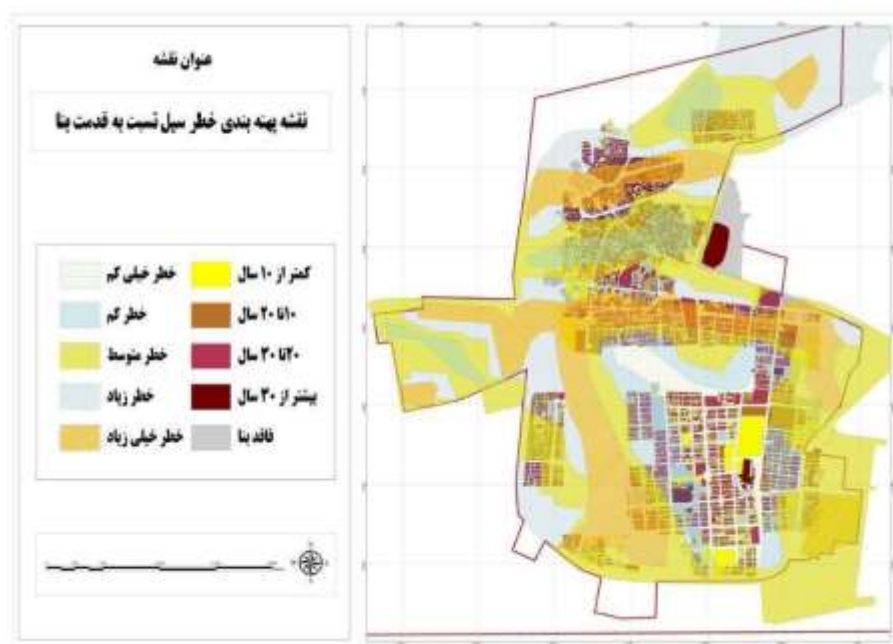 عنوان نقشه
نقشه پهنه بندی خطر سیل نسبت به قدمت بنا
خطر خیلی کم
کمتر از ۱۰ سال
خطر کم
۱۰ تا ۲۰ سال
خطر متوسط
۲۰ تا ۳۰ سال
خطر زیاد
بیشتر از ۳۰ سال
خطر خیلی زیاد
فاقد بنا